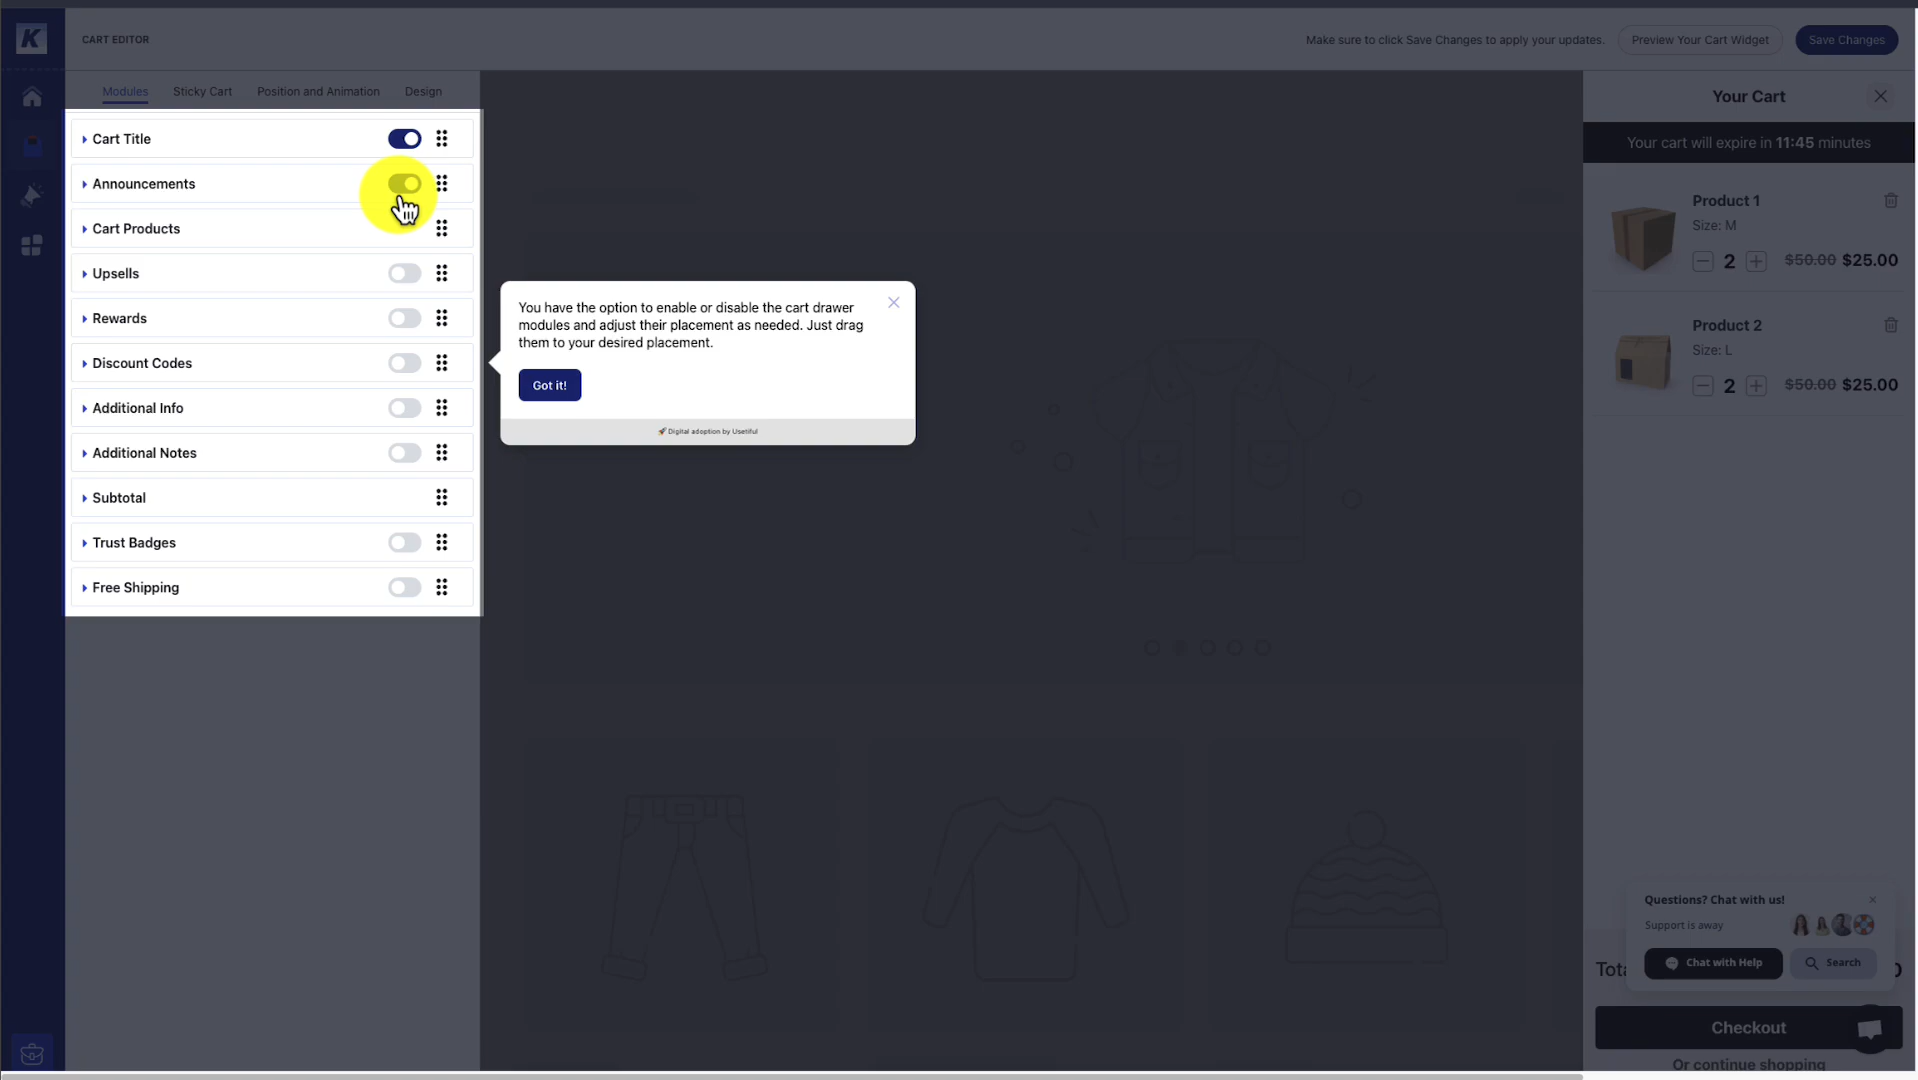 K
CART EDITOR
Make sure to click Save Changes to apply your updates.
Preview Your Cart Widget
Save Changes
Modules
Sticky Cart
Position and Animation
Design
Cart Title
Announcements
Cart Products
Upsells
Rewards
Discount Codes
Additional Info
Additional Notes
Subtotal
Trust Badges
Free Shipping
You have the option to enable or disable the cart drawer
modules and adjust their placement as needed. Just drag
them to your desired placement.
Got it!
Digital adoption by Usetiful
Your Cart
Your cart will expire in 11:45 minutes
Product 1
Size: M
2
$50.00 $25.00
Product 2
Size: L
2
$50.00 $25.00
Questions? Chat with us!
Support is away
Chat with Help
Search
Checkout
Or continue shopping